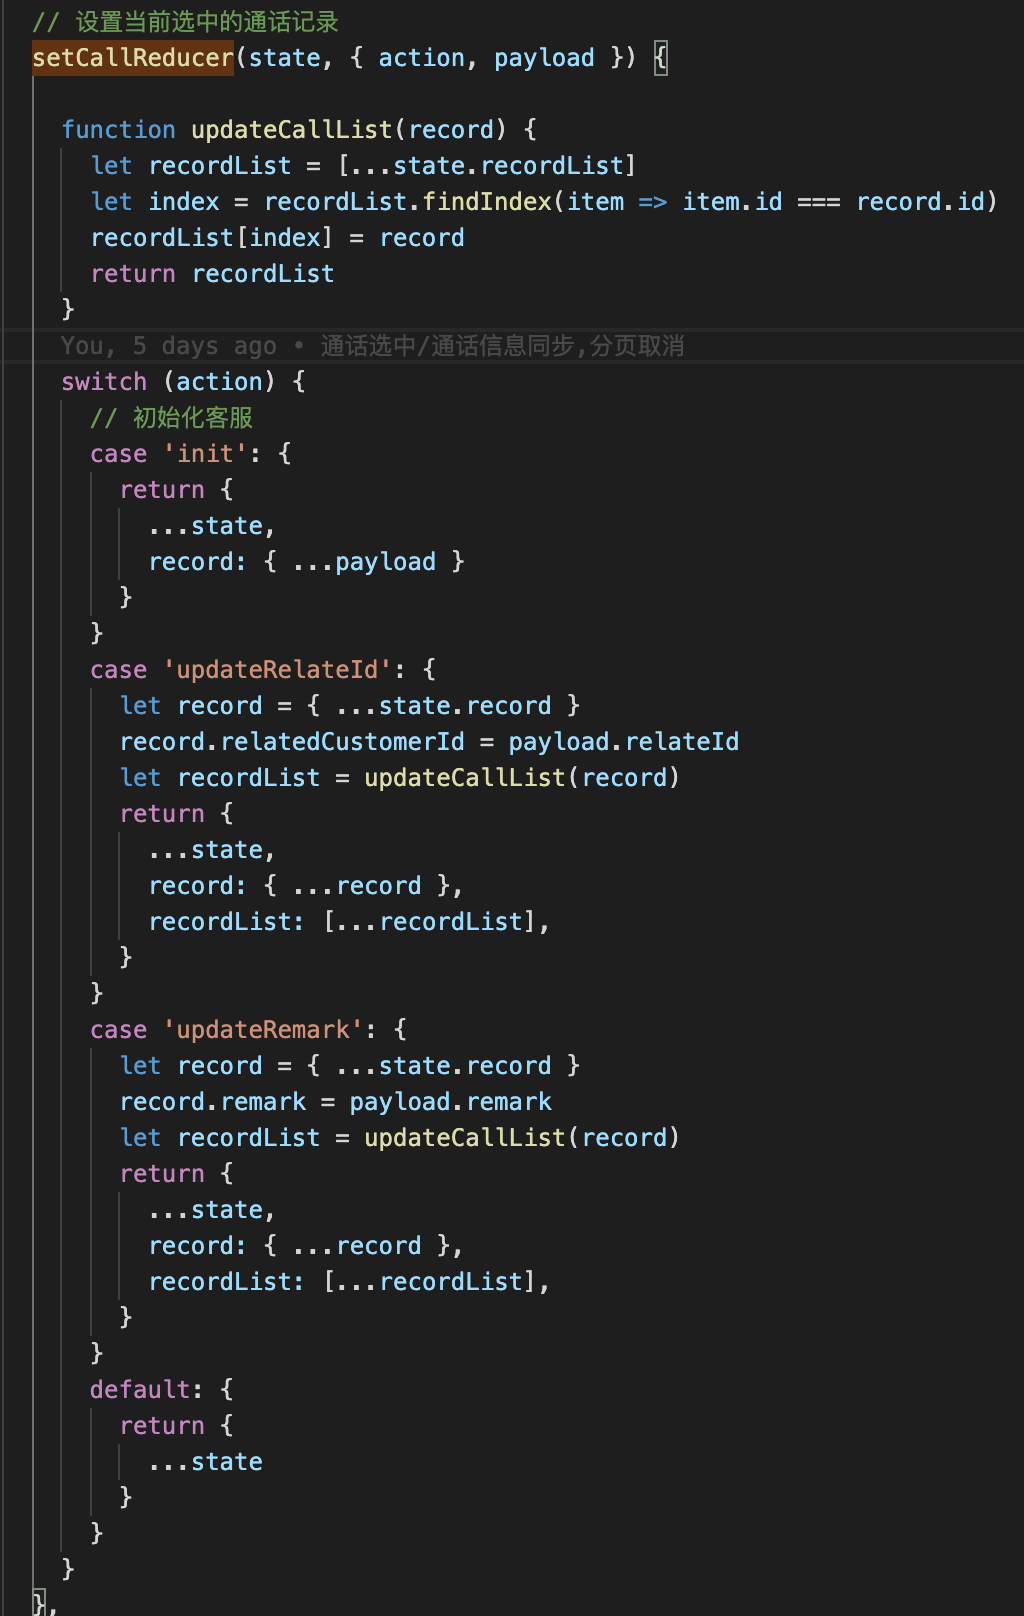 // 设置当前选中的通话记录
setCallReducer(state, { action, payload }) {
function updateCallList(record) {
let recordList = [...state.recordList]
let index = recordList.findIndex(item => item.id === record.id)
recordList[index] = record
return recordList
}
You, 5 days ago • 通话选中/通话信息同步,分页取消
switch (action) {
// 初始化客服
case 'init': {
return {
...state,
record: { ...payload }
}
}
case 'updateRelateId': {
let record = { ...state.record }
record.relatedCustomerId = payload.relateId
let recordList = updateCallList(record)
return {
...state,
record: { ...record },
recordList: [...recordList],
}
}
case 'updateRemark': {
let record = { ...state.record }
record.remark = payload.remark
let recordList = updateCallList(record)
return {
...state,
record: { ...record },
recordList: [...recordList],
}
}
default: {
return {
...state
}
}
}
},